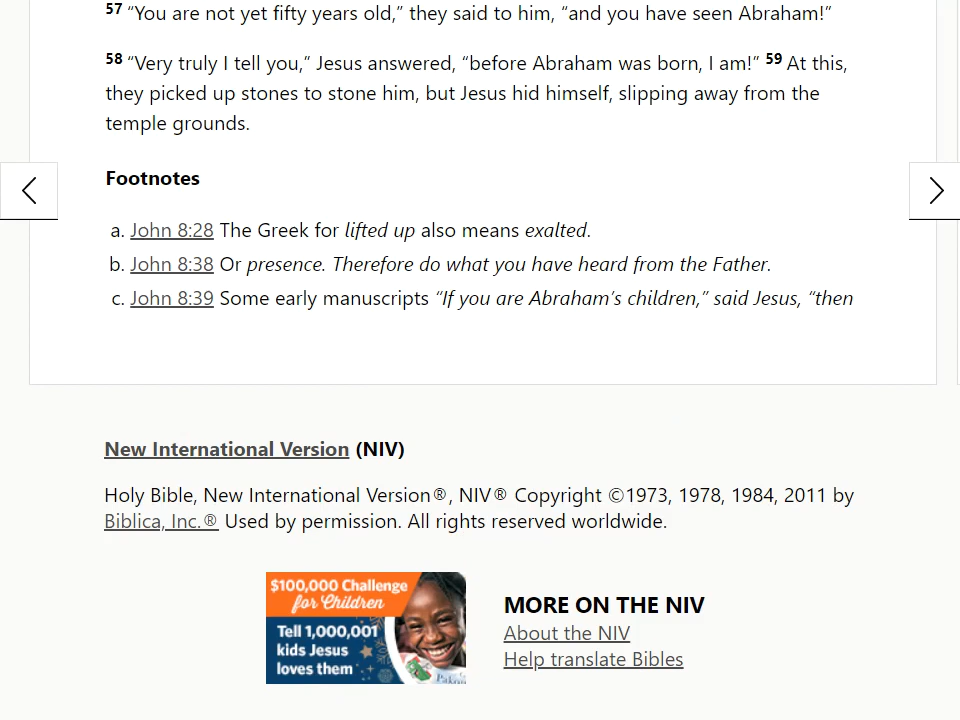 57 “You are not yet fifty years old,” they said to him, “and you have seen Abraham!”
58 “Very truly I tell you,” Jesus answered, “before Abraham was born, I am!” 59 At this,
they picked up stones to stone him, but Jesus hid himself, slipping away from the
temple grounds.
Footnotes
a. John 8:28 The Greek for lifted up also means exalted.
b. John 8:38 Or presence. Therefore do what you have heard from the Father.
c. John 8:39 Some early manuscripts “If you are Abraham’s children,” said Jesus, “then
New International Version (NIV)
Holy Bible, New International Version®, NIV® Copyright ©1973, 1978, 1984, 2011 by
Biblica, Inc.® Used by permission. All rights reserved worldwide.
$100,000 Challenge
for Children
Tell 1,000,001
kids Jesus
loves them
MORE ON THE NIV
About the NIV
Help translate Bibles